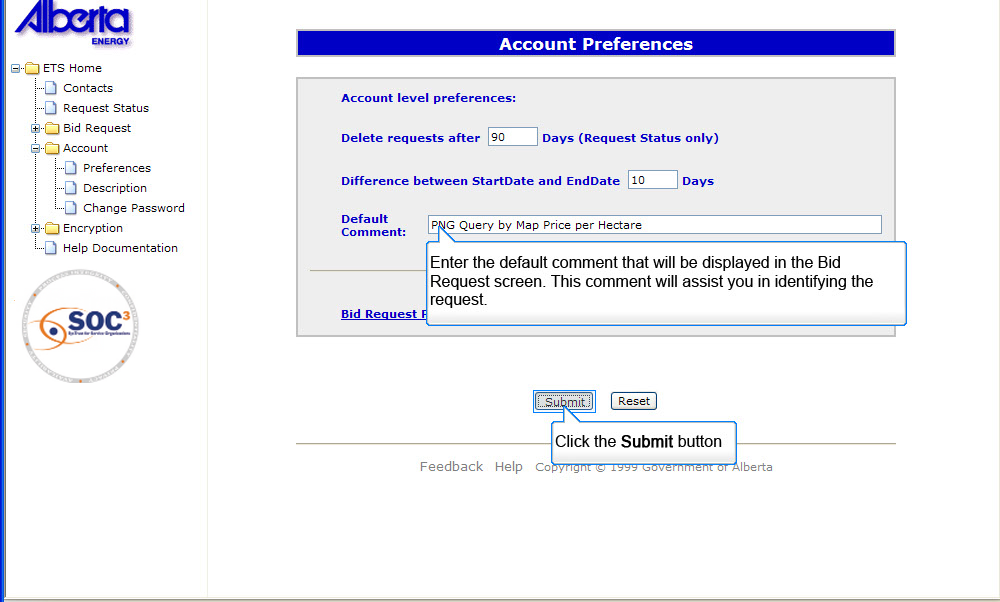 Alberta
ENERGY
ETS Home
Contacts
Request Status
Bid Request
Account
Preferences
Description
Change Password
Encryption
Help Documentation
SOC3
SysTrust for Service Organizations
Account Preferences
Account level preferences:
Delete requests after 90 Days (Request Status only)
Difference between StartDate and EndDate 10 Days
Default
Comment: PNG Query by Map Price per Hectare
Enter the default comment that will be displayed in the Bid
Request screen. This comment will assist you in identifying the
request.
Bid Request
Submit Reset
Click the Submit button
Feedback Help Copyright © 1999 Government of Alberta